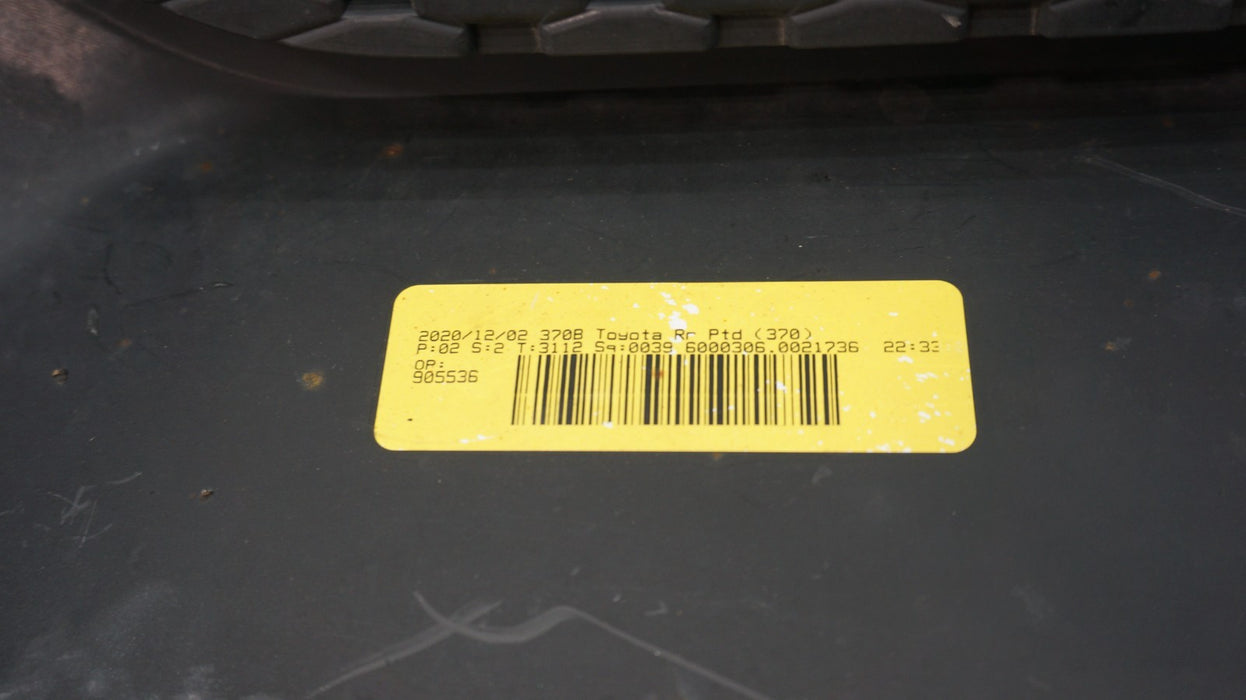 2020/12/02 370B Toyota Rr Ptd (370)
P:02 S:2 T:3112 Sq:0039 6000306.0021736 22:33
OP:
905536